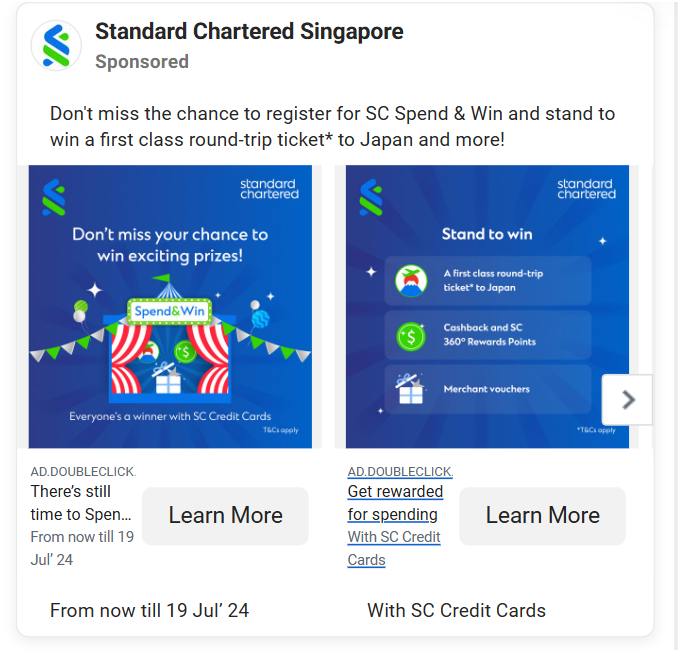 Standard Chartered Singapore
Sponsored
Don't miss the chance to register for SC Spend & Win and stand to
win a first class round-trip ticket* to Japan and more!
standard
chartered
Don't miss your chance to
win exciting prizes!
Spend&Win
$
Everyone's a winner with SC Credit Cards
T&Cs apply
standard
chartered
Stand to win
A first class round-trip
ticket* to Japan
$
Cashback and SC
360° Rewards Points
Merchant vouchers
*T&Cs apply
AD.DOUBLECLICK.
There's still
time to Spen...
From now till 19
Jul' 24
Learn More
AD.DOUBLECLICK.
Get rewarded
for spending
With SC Credit
Cards
Learn More
From now till 19 Jul' 24
With SC Credit Cards